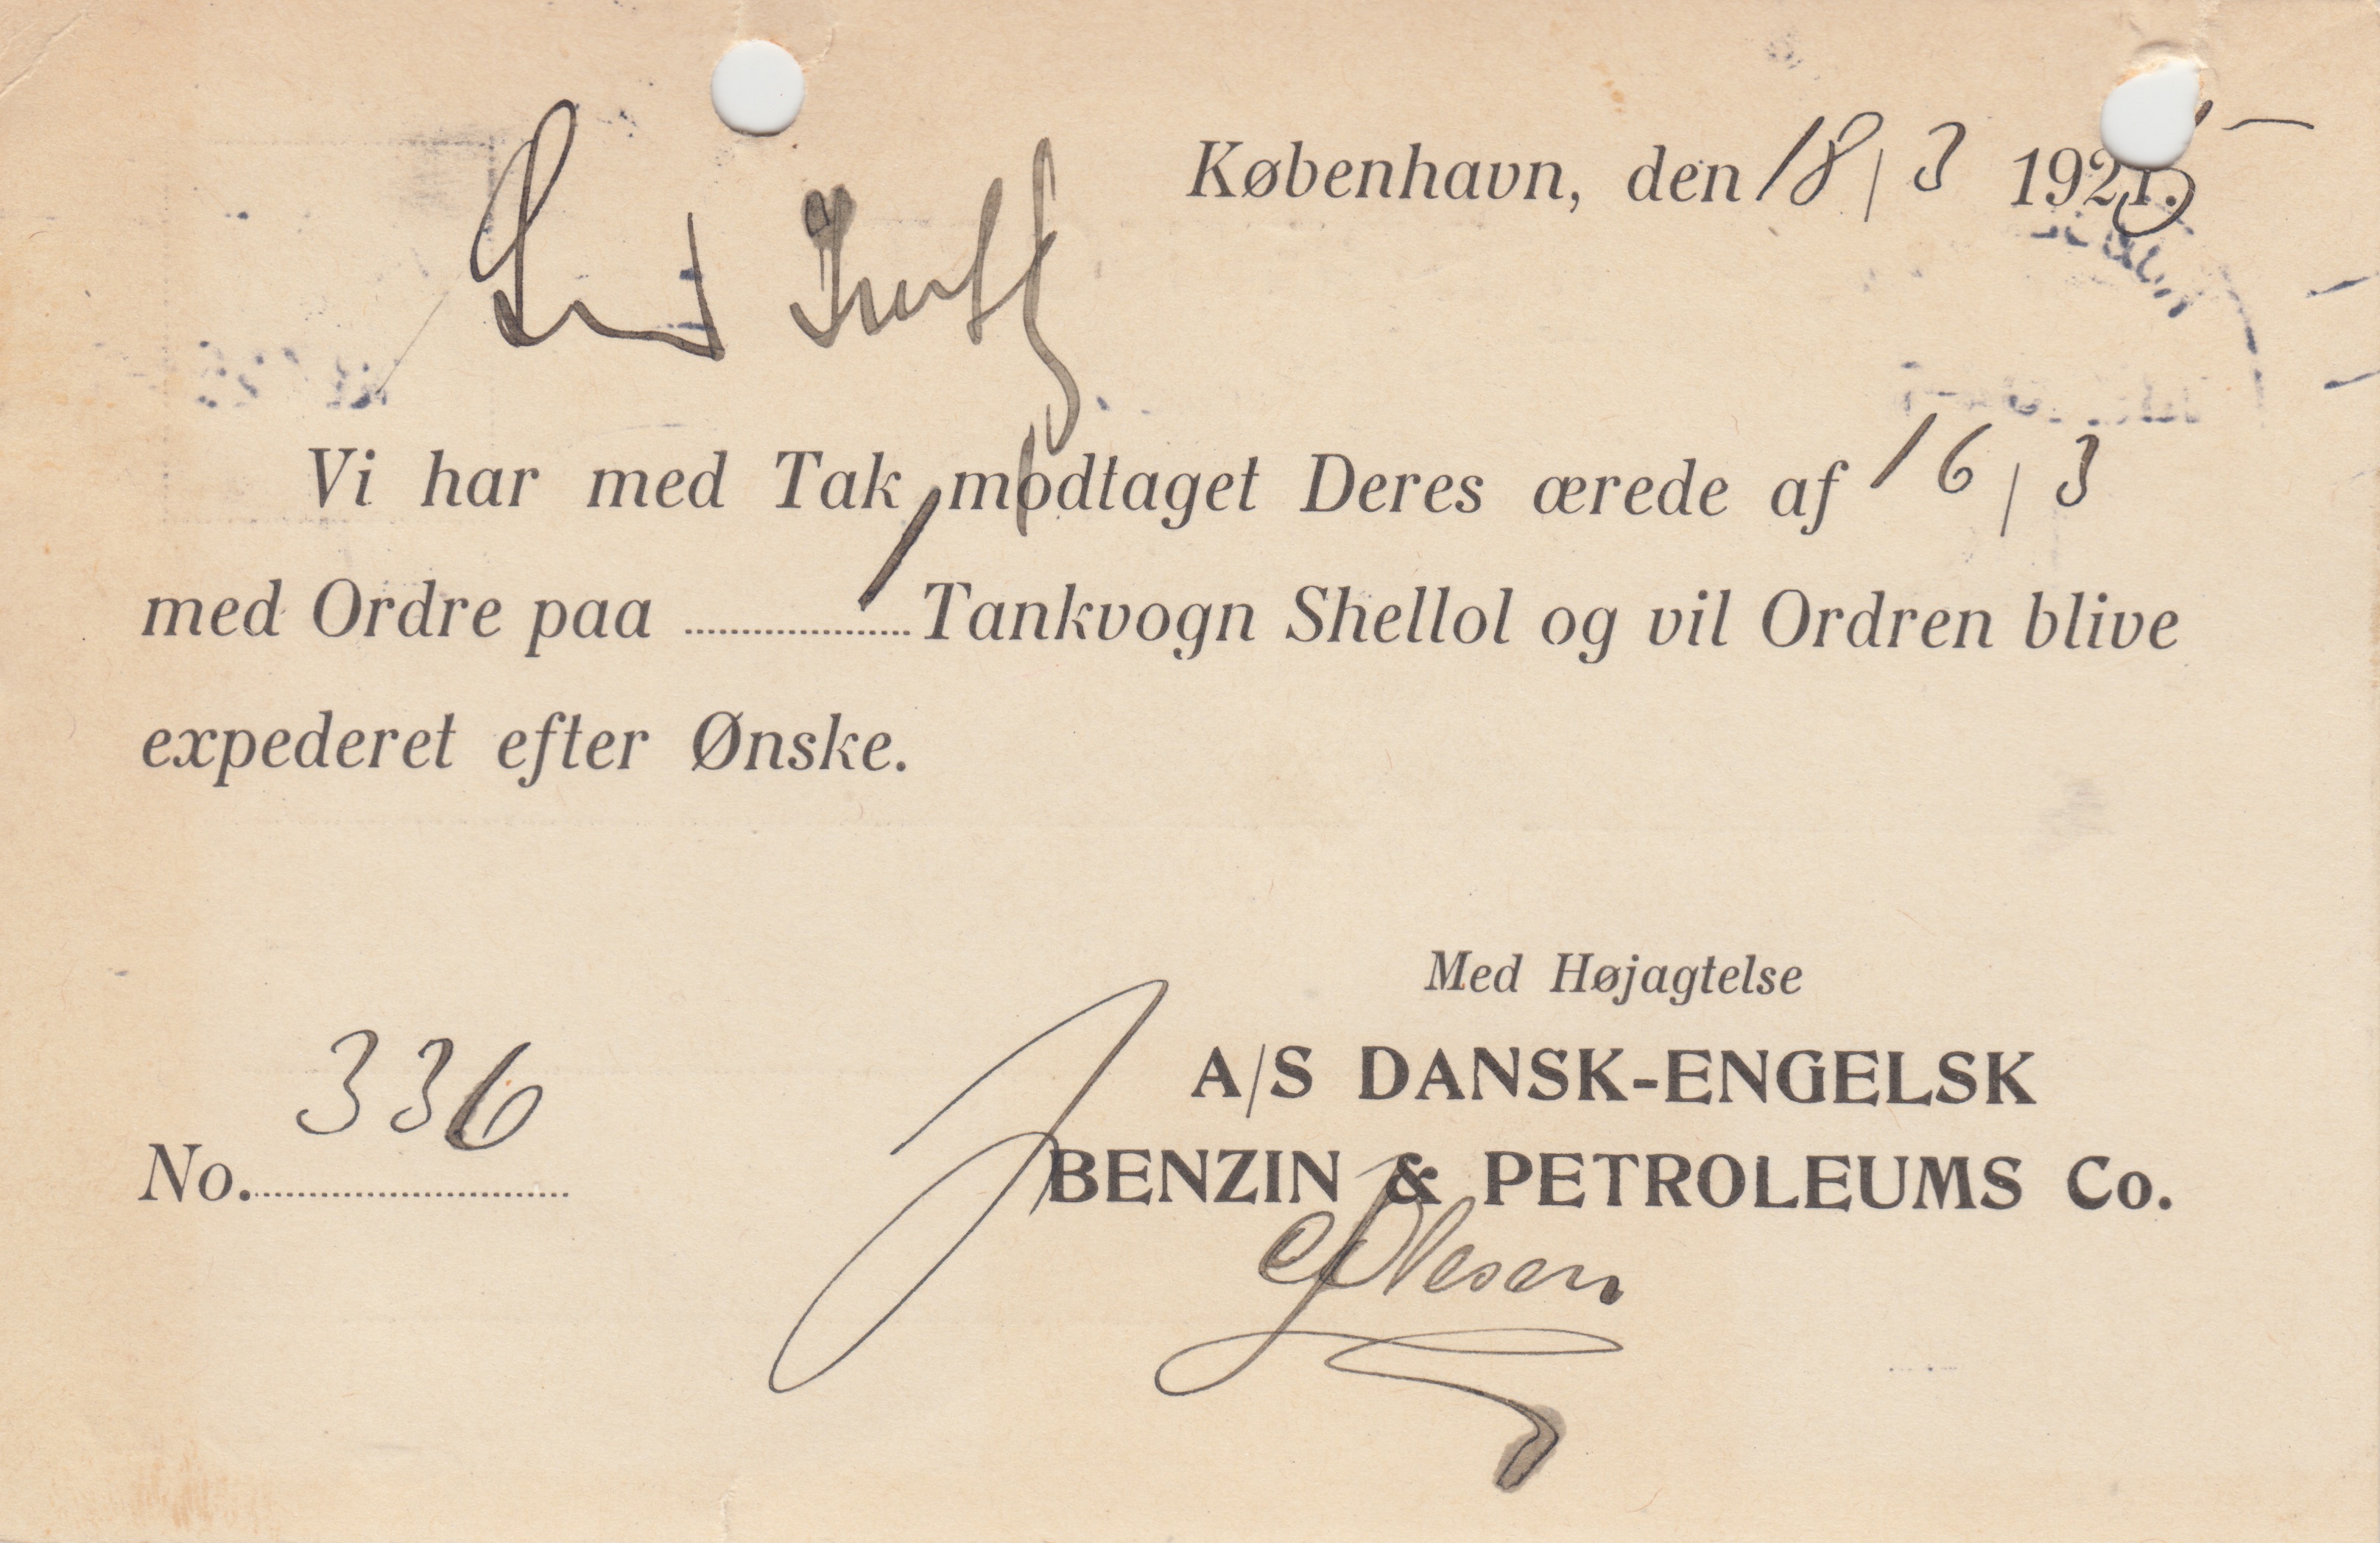 København, den 18/3 1925
Vi har med Tak modtaget Deres ærede af 16/3
med Ordre paa 1 Tankvogn Shellol og vil Ordren blive
expederet efter Ønske.
Med Højagtelse
A/S DANSK-ENGELSK
BENZIN & PETROLEUMS Co.
No. 336
Olesen